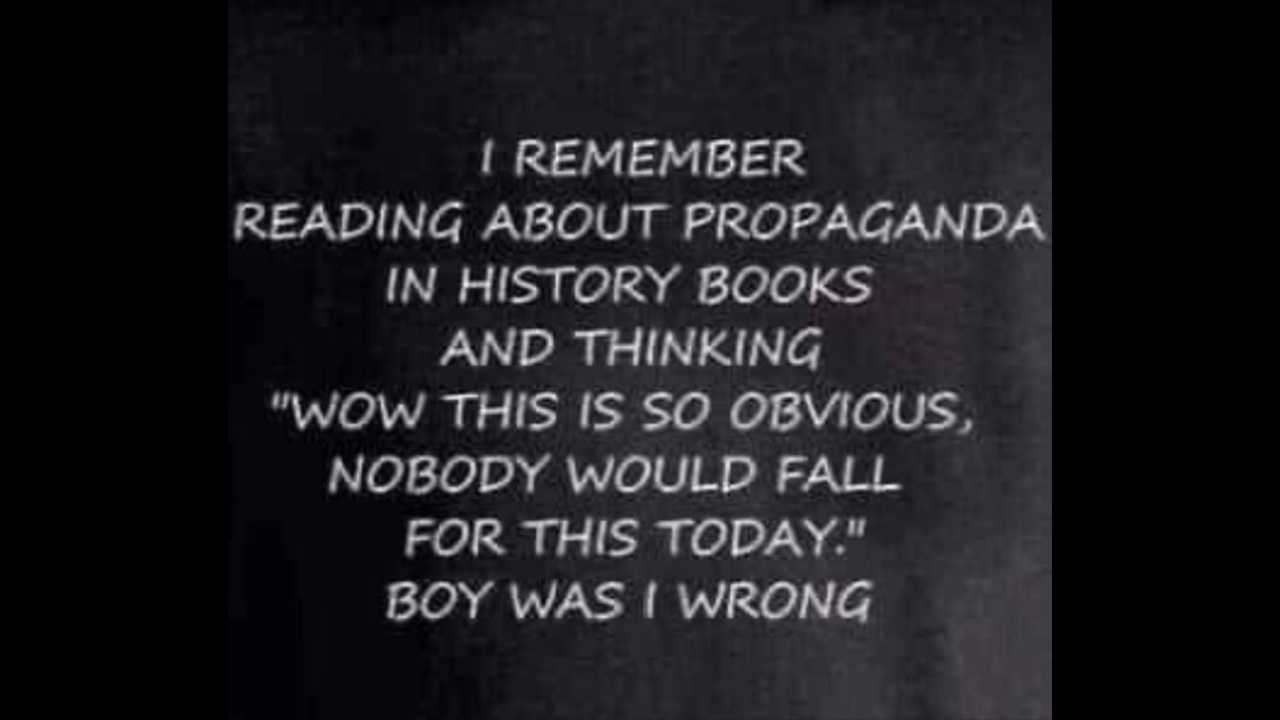 I REMEMBER
READING ABOUT PROPAGANDA
IN HISTORY BOOKS
AND THINKING
"WOW THIS IS SO OBVIOUS,
NOBODY WOULD FALL
FOR THIS TODAY."
BOY WAS I WRONG